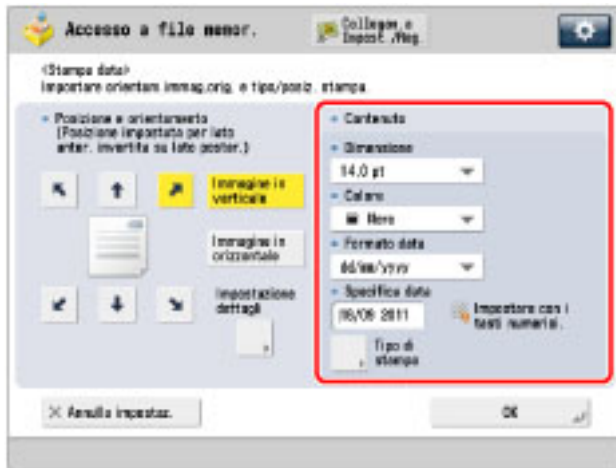 Accesso a file memor.
Collegam.e
Impost./Reg.
<Stampa data>
Impostare orientam immag.orig. e tipo/posiz. stampa
Posizione e orientamento
(Posizione impostata per lato
anter. invertita su lato poster.)
Immagine in
verticale
Immagine in
orizzontale
Impostazione
dettagli
Contenuto
Dimensione
14.0 pt
Colore
Nero
Formato data
dd/mm/yyyy
Specifica data
16/09 2011
Impostare con i
tasti numerici.
Tipo di
stampa
Annulla impostaz.
OK